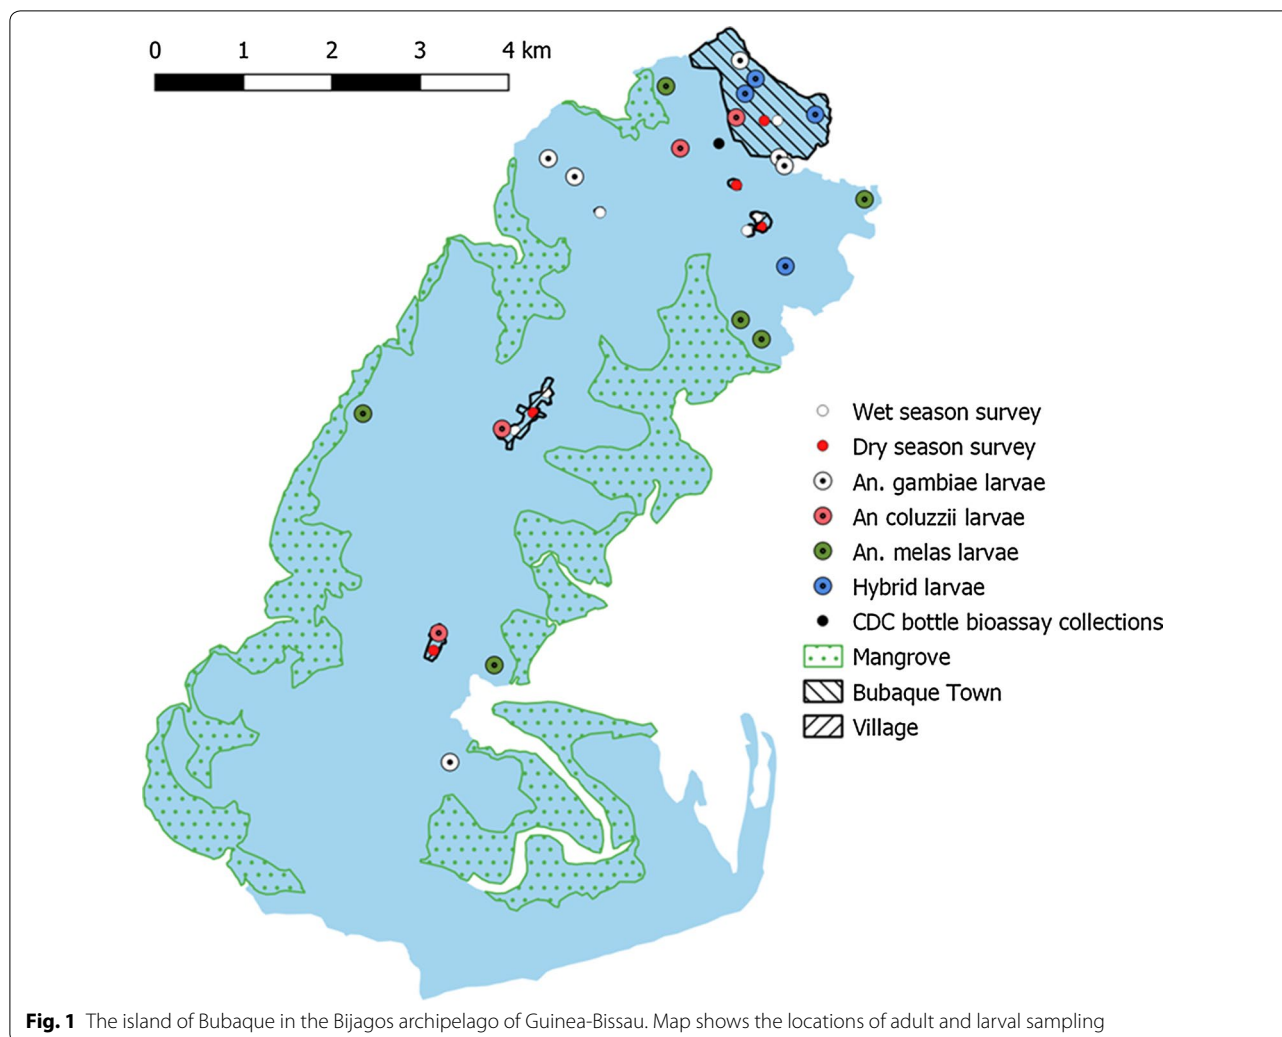 0 1 2 3 4 km
Wet season survey
Dry season survey
An. gambiae larvae
An coluzzii larvae
An. melas larvae
Hybrid larvae
CDC bottle bioassay collections
Mangrove
Bubaque Town
Village
Fig. 1 The island of Bubaque in the Bijagos archipelago of Guinea-Bissau. Map shows the locations of adult and larval sampling